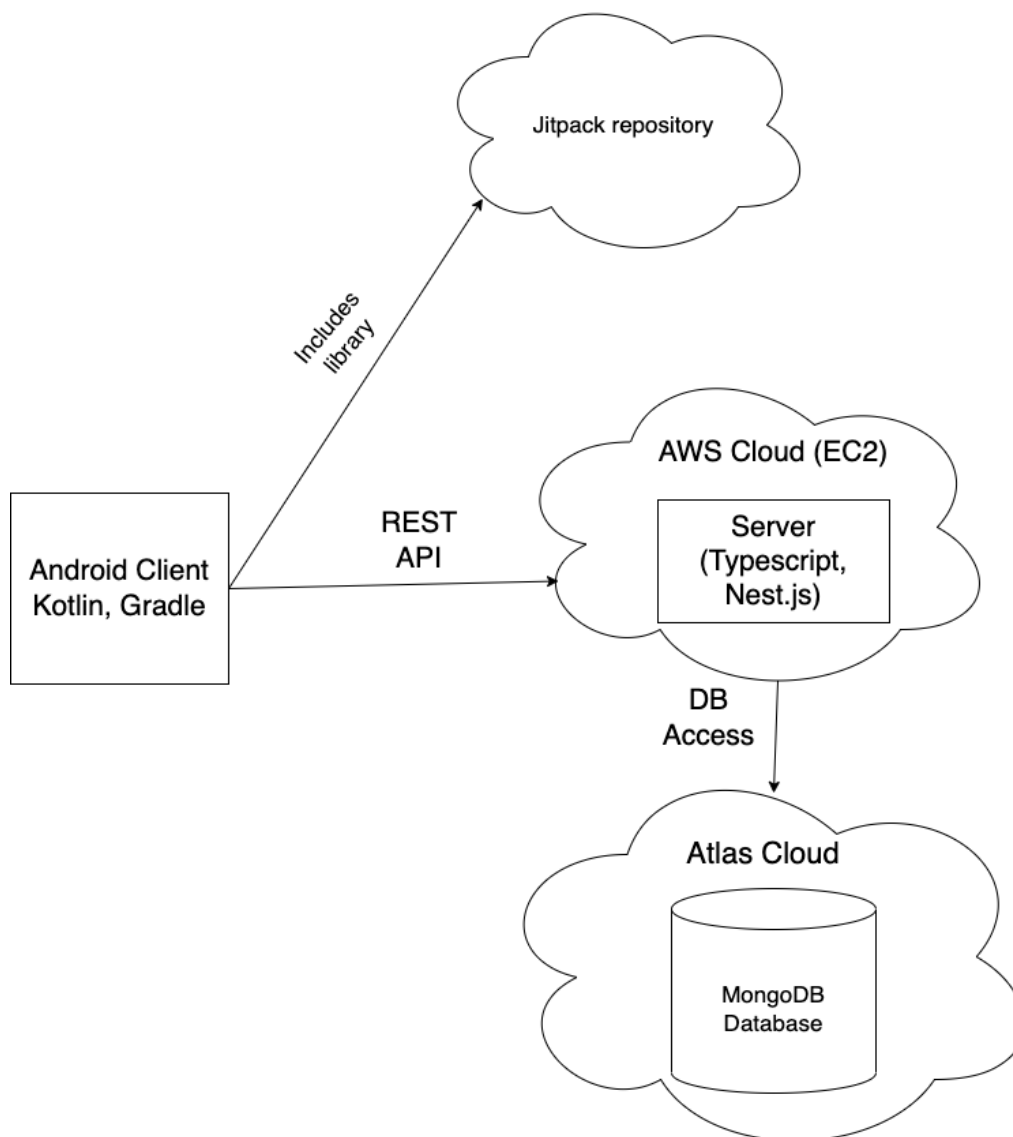 Jitpack repository
Includes
library
AWS Cloud (EC2)
Server
(Typescript,
Nest.js)
REST
API
Android Client
Kotlin, Gradle
DB
Access
Atlas Cloud
MongoDB
Database